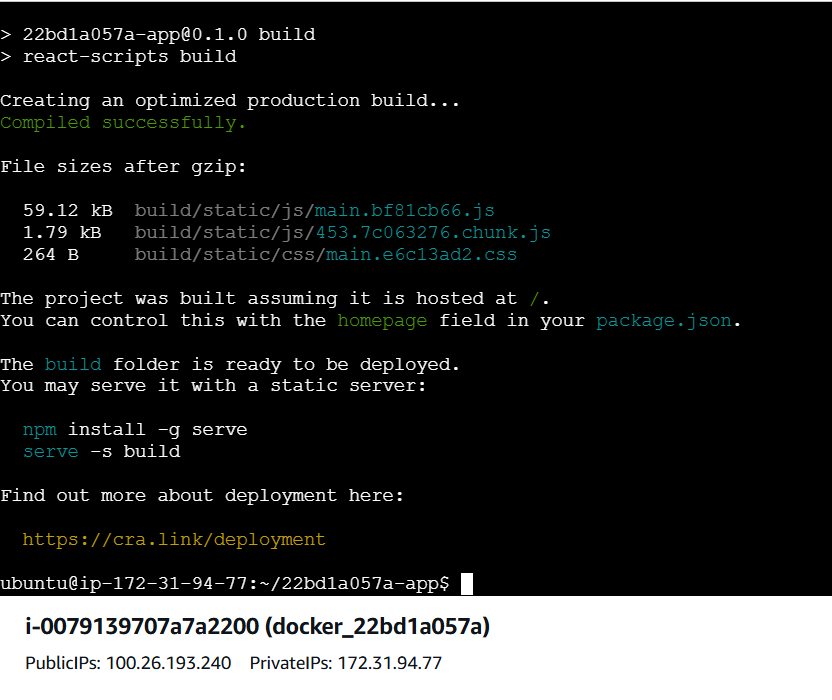 > 22bd1a057a-app@0.1.0 build
> react-scripts build
Creating an optimized production build...
Compiled successfully.
File sizes after gzip:
59.12 kB  build/static/js/main.bf81cb66.js
1.79 kB   build/static/js/453.7c063276.chunk.js
264 B     build/static/css/main.e6c13ad2.css
The project was built assuming it is hosted at /.
You can control this with the homepage field in your package.json.
The build folder is ready to be deployed.
You may serve it with a static server:
npm install -g serve
serve -s build
Find out more about deployment here:
https://cra.link/deployment
ubuntu@ip-172-31-94-77:~/22bd1a057a-app$
i-0079139707a7a2200 (docker_22bd1a057a)
PublicIPs: 100.26.193.240   PrivateIPs: 172.31.94.77